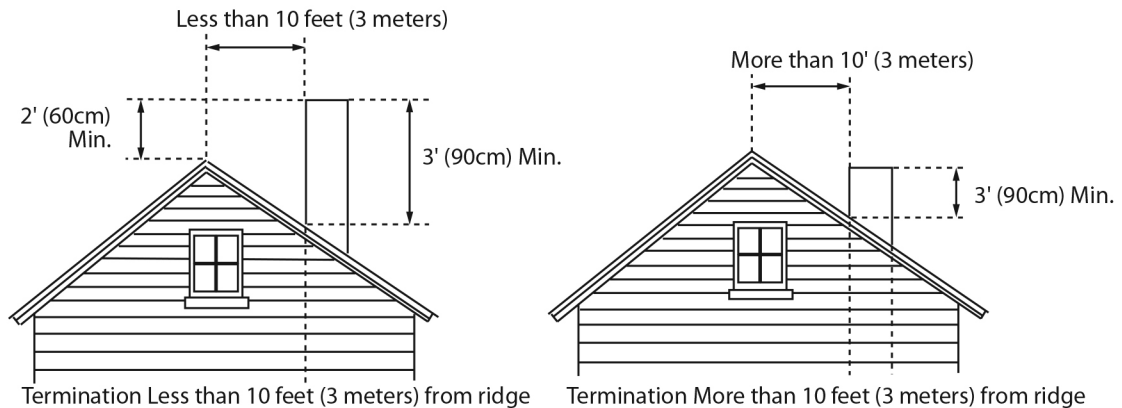 Less than 10 feet (3 meters)
2' (60cm)
Min.
3' (90cm) Min.
Termination Less than 10 feet (3 meters) from ridge
More than 10' (3 meters)
3' (90cm) Min.
Termination More than 10 feet (3 meters) from ridge